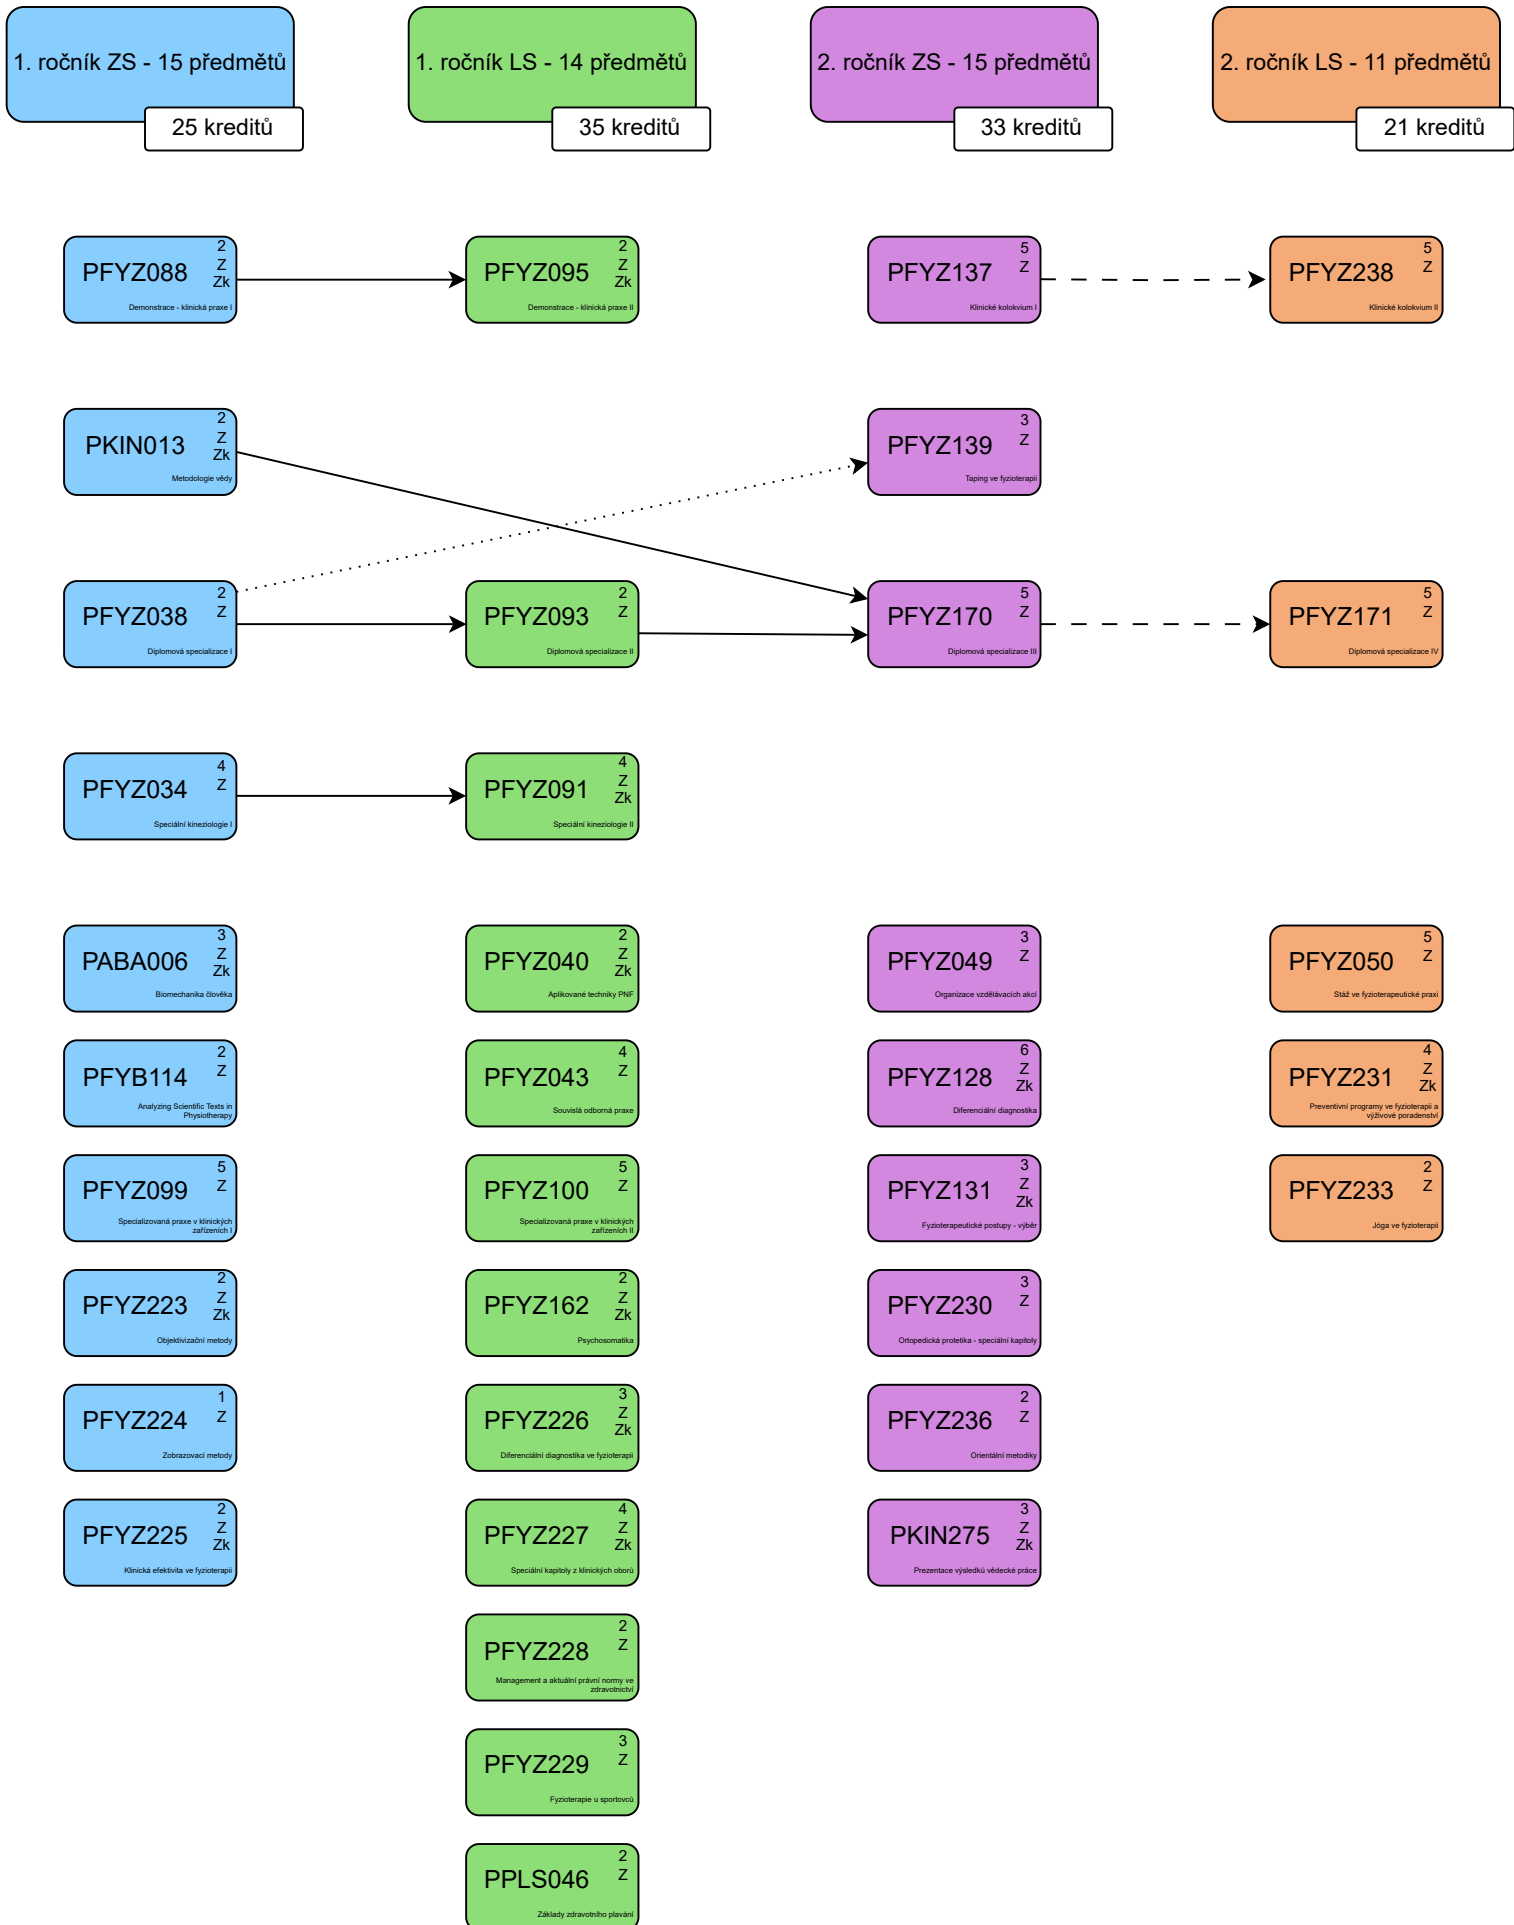 1. ročník ZS - 15 předmětů
25 kreditů
1. ročník LS - 14 předmětů
35 kreditů
2. ročník ZS - 15 předmětů
33 kreditů
2. ročník LS - 11 předmětů
21 kreditů
PFYZ088
2
Z
Zk
Demonstrace - klinická praxe I
PFYZ095
2
Z
Zk
Demonstrace - klinická praxe II
PFYZ137
5
Z
Klinické kolokvium I
PFYZ238
5
Z
Klinické kolokvium II
PKIN013
2
Z
Zk
Metodologie vědy
PFYZ139
3
Z
Taping ve fyzioterapii
PFYZ038
2
Z
Diplomová specializace I
PFYZ093
2
Z
Diplomová specializace II
PFYZ170
5
Z
Diplomová specializace III
PFYZ171
5
Z
Diplomová specializace IV
PFYZ034
4
Z
Speciální kineziologie I
PFYZ091
4
Z
Zk
Speciální kineziologie II
PABA006
3
Z
Zk
Biomechanika člověka
PFYZ040
2
Z
Zk
Aplikované techniky PNF
PFYZ049
3
Z
Organizace vzdělávacích akcí
PFYZ050
5
Z
Stáž ve fyzioterapeutické praxi
PFYB114
2
Z
Analyzing Scientific Texts in
Physiotherapy
PFYZ043
4
Z
Souvislá odborná praxe
PFYZ128
6
Z
Zk
Diferenciální diagnostika
PFYZ231
4
Z
Zk
Preventivní programy ve fyzioterapii a
výživové poradenství
PFYZ099
5
Z
Specializovaná praxe v klinických
zařízeních I
PFYZ100
5
Z
Specializovaná praxe v klinických
zařízeních II
PFYZ131
3
Z
Zk
Fyzioterapeutické postupy - výběr
PFYZ233
2
Z
Jóga ve fyzioterapii
PFYZ223
2
Z
Zk
Objektivizační metody
PFYZ162
2
Z
Zk
Psychosomatika
PFYZ230
3
Z
Ortopedická protetika - speciální kapitoly
PFYZ224
1
Z
Zobrazovací metody
PFYZ226
3
Z
Zk
Diferenciální diagnostika ve fyzioterapii
PFYZ236
2
Z
Orientální metodiky
PFYZ225
2
Z
Zk
Klinická efektivita ve fyzioterapii
PFYZ227
4
Z
Zk
Speciální kapitoly z klinických oborů
PKIN275
3
Z
Zk
Prezentace výsledků vědecké práce
PFYZ228
2
Z
Management a aktuální právní normy ve
zdravotnictví
PFYZ229
3
Z
Fyzioterapie u sportovců
PPLS046
2
Z
Základy zdravotního plavání